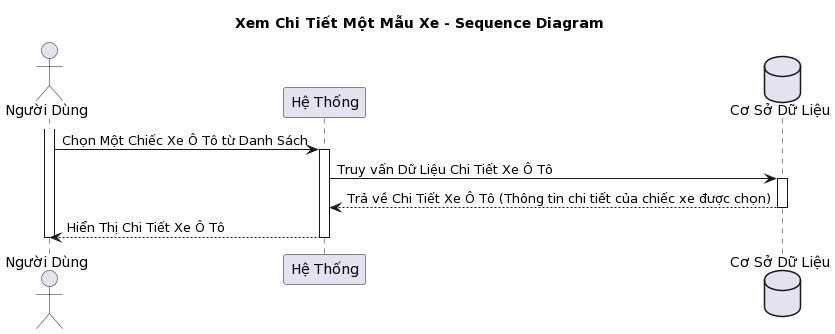 Xem Chi Tiết Một Mẫu Xe - Sequence Diagram
Người Dùng
Hệ Thống
Cơ Sở Dữ Liệu
Chọn Một Chiếc Xe Ô Tô từ Danh Sách
Truy vấn Dữ Liệu Chi Tiết Xe Ô Tô
Trả về Chi Tiết Xe Ô Tô (Thông tin chi tiết của chiếc xe được chọn)
Hiển Thị Chi Tiết Xe Ô Tô
Người Dùng
Hệ Thống
Cơ Sở Dữ Liệu